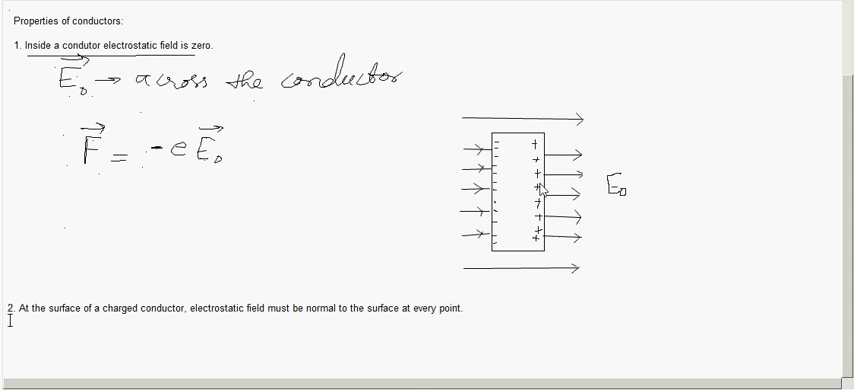 Properties of conductors:
1. Inside a condutor electrostatic field is zero.
E₀ → across the conductor
F = -e E₀
E₀
2. At the surface of a charged conductor, electrostatic field must be normal to the surface at every point.